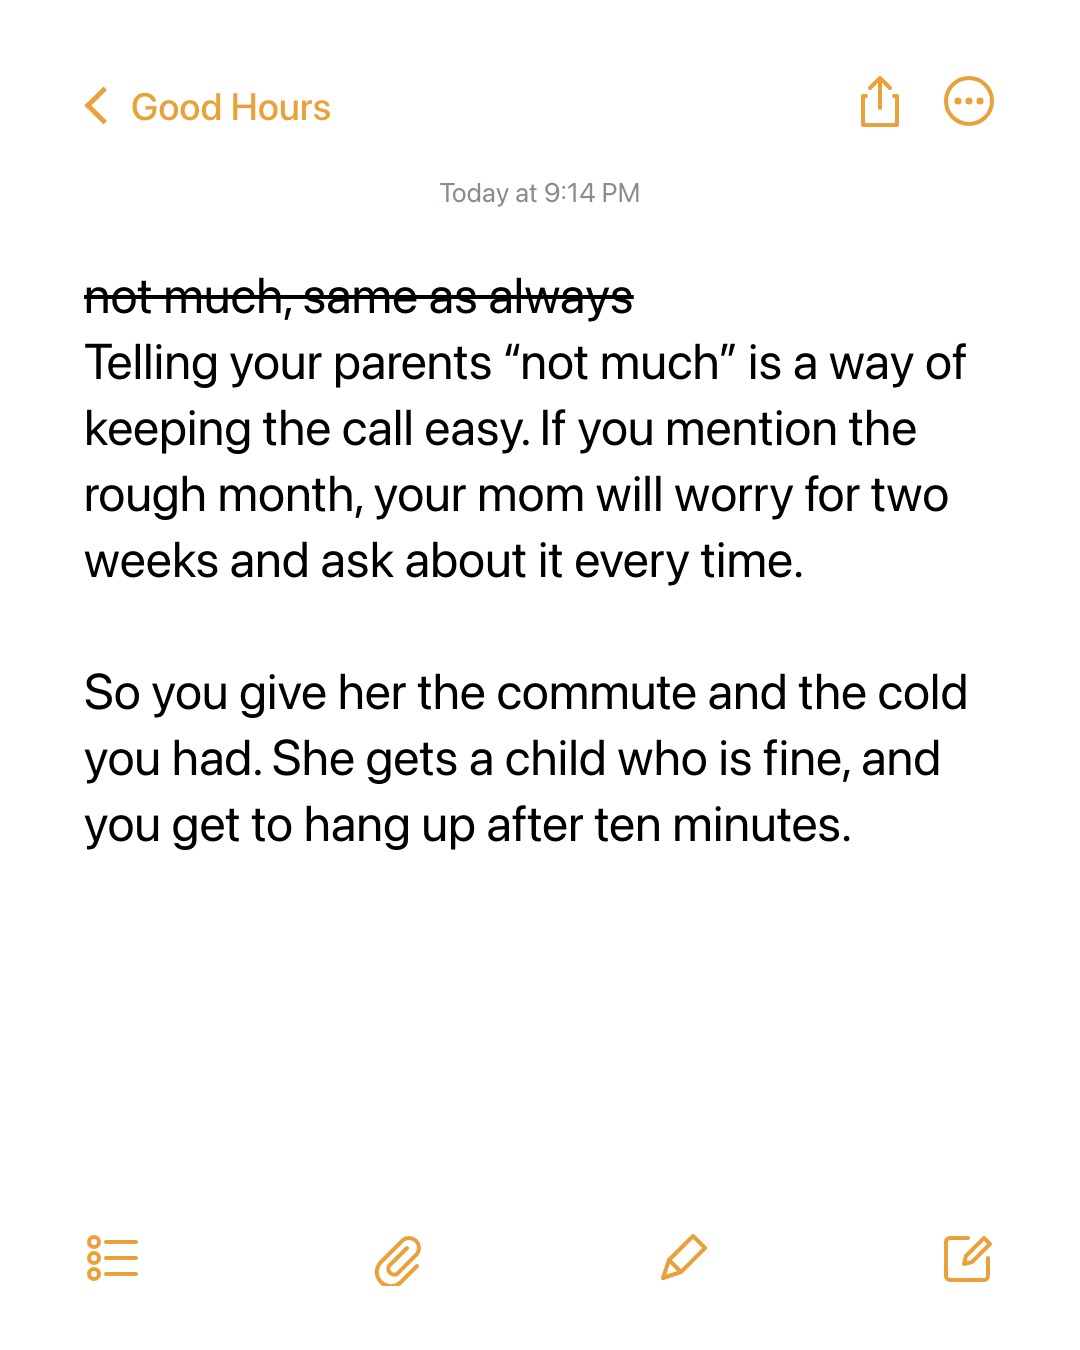 Good Hours
Today at 9:14 PM
not much, same as always
Telling your parents “not much” is a way of
keeping the call easy. If you mention the
rough month, your mom will worry for two
weeks and ask about it every time.
So you give her the commute and the cold
you had. She gets a child who is fine, and
you get to hang up after ten minutes.